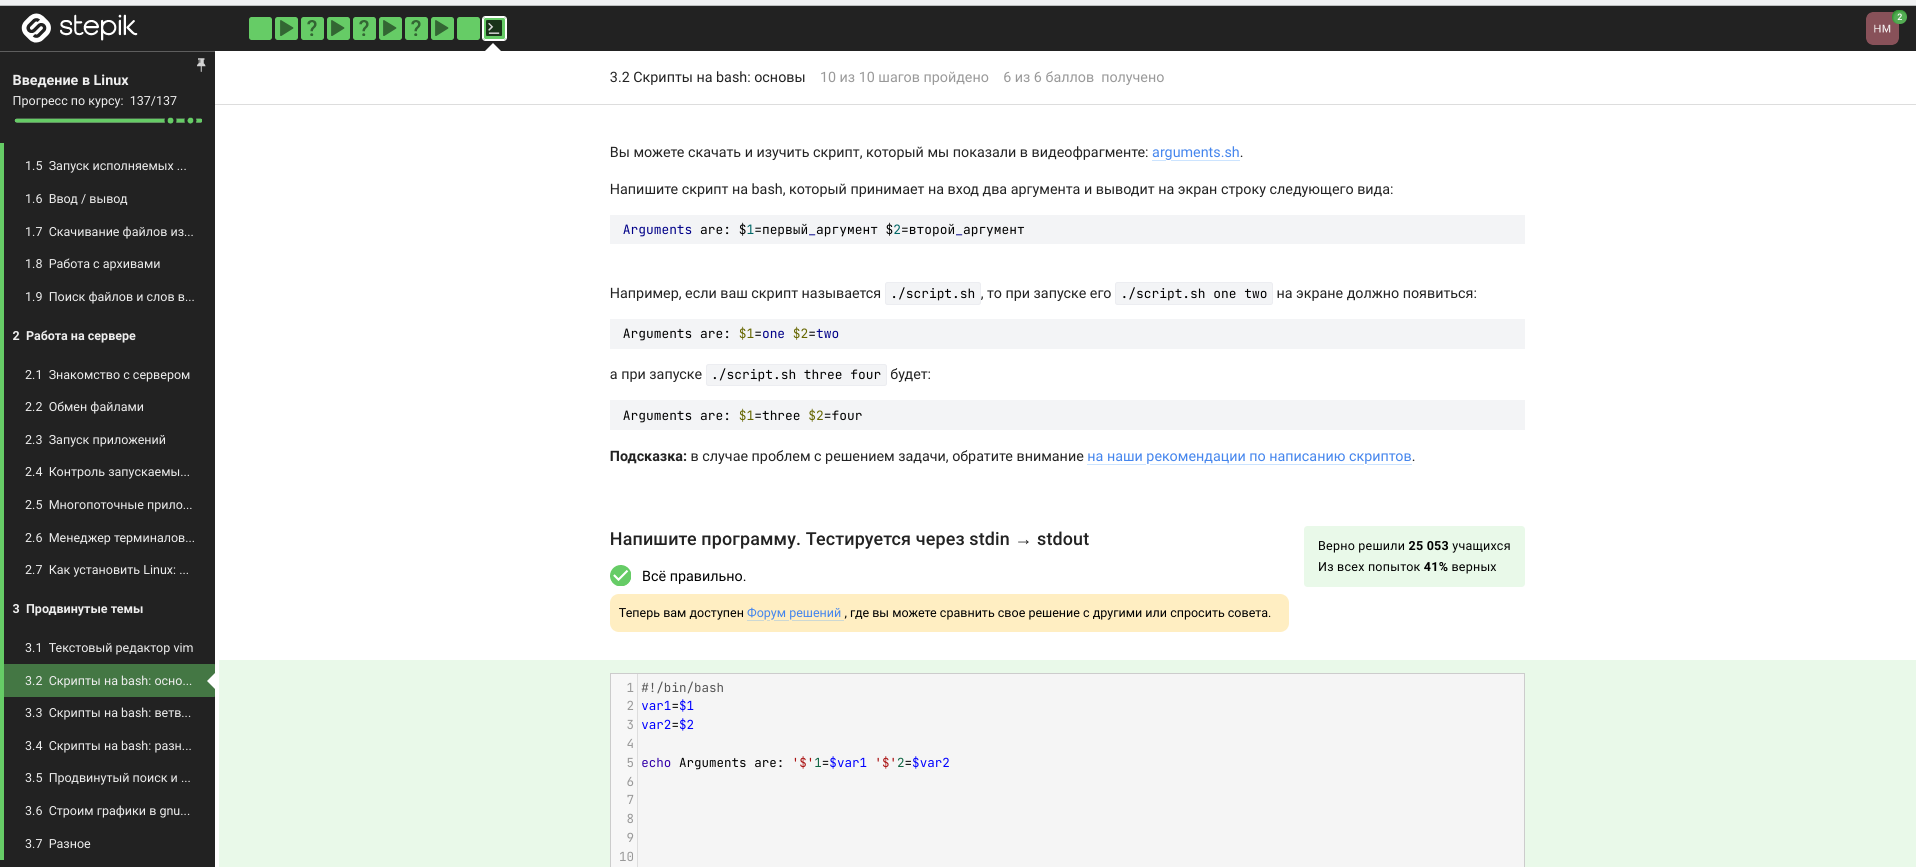 stepik
НМ
2
Введение в Linux
Прогресс по курсу: 137/137
1.5 Запуск исполняемых ...
1.6 Ввод / вывод
1.7 Скачивание файлов из...
1.8 Работа с архивами
1.9 Поиск файлов и слов в...
2 Работа на сервере
2.1 Знакомство с сервером
2.2 Обмен файлами
2.3 Запуск приложений
2.4 Контроль запускаемы...
2.5 Многопоточные прило...
2.6 Менеджер терминалов...
2.7 Как установить Linux: ...
3 Продвинутые темы
3.1 Текстовый редактор vim
3.2 Скрипты на bash: осно...
3.3 Скрипты на bash: ветв...
3.4 Скрипты на bash: разн...
3.5 Продвинутый поиск и ...
3.6 Строим графики в gnu...
3.7 Разное
3.2 Скрипты на bash: основы 10 из 10 шагов пройдено 6 из 6 баллов получено
Вы можете скачать и изучить скрипт, который мы показали в видеофрагменте: arguments.sh.
Напишите скрипт на bash, который принимает на вход два аргумента и выводит на экран строку следующего вида:
Arguments are: $1=первый_аргумент $2=второй_аргумент
Например, если ваш скрипт называется ./script.sh, то при запуске его ./script.sh one two на экране должно появиться:
Arguments are: $1=one $2=two
а при запуске ./script.sh three four будет:
Arguments are: $1=three $2=four
Подсказка: в случае проблем с решением задачи, обратите внимание на наши рекомендации по написанию скриптов.
Напишите программу. Тестируется через stdin → stdout
Верно решили 25 053 учащихся
Из всех попыток 41% верных
Всё правильно.
Теперь вам доступен Форум решений , где вы можете сравнить свое решение с другими или спросить совета.
1 #!/bin/bash
2 var1=$1
3 var2=$2
4
5 echo Arguments are: '$'1=$var1 '$'2=$var2
6
7
8
9
10